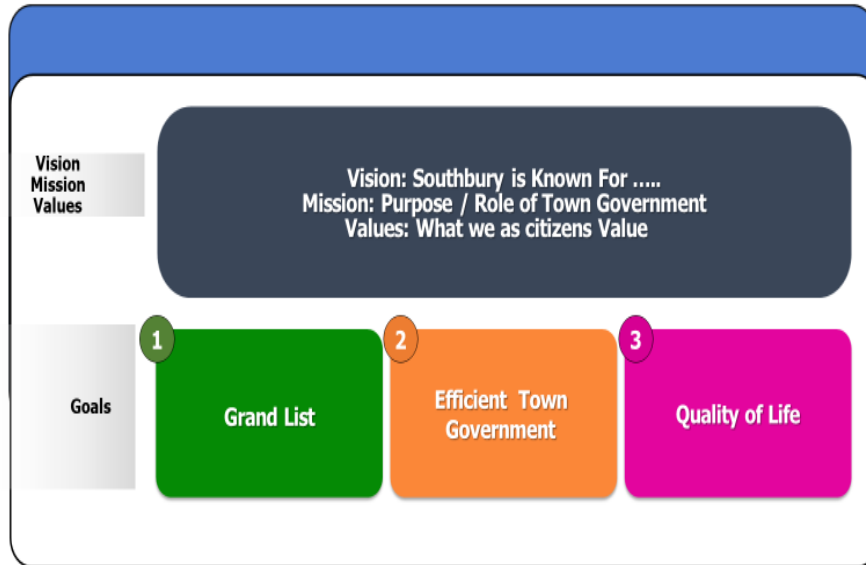 Vision
Mission
Values
Vision: Southbury is Known For .....
Mission: Purpose / Role of Town Government
Values: What we as citizens Value
Goals
1
Grand List
2
Efficient Town
Government
3
Quality of Life